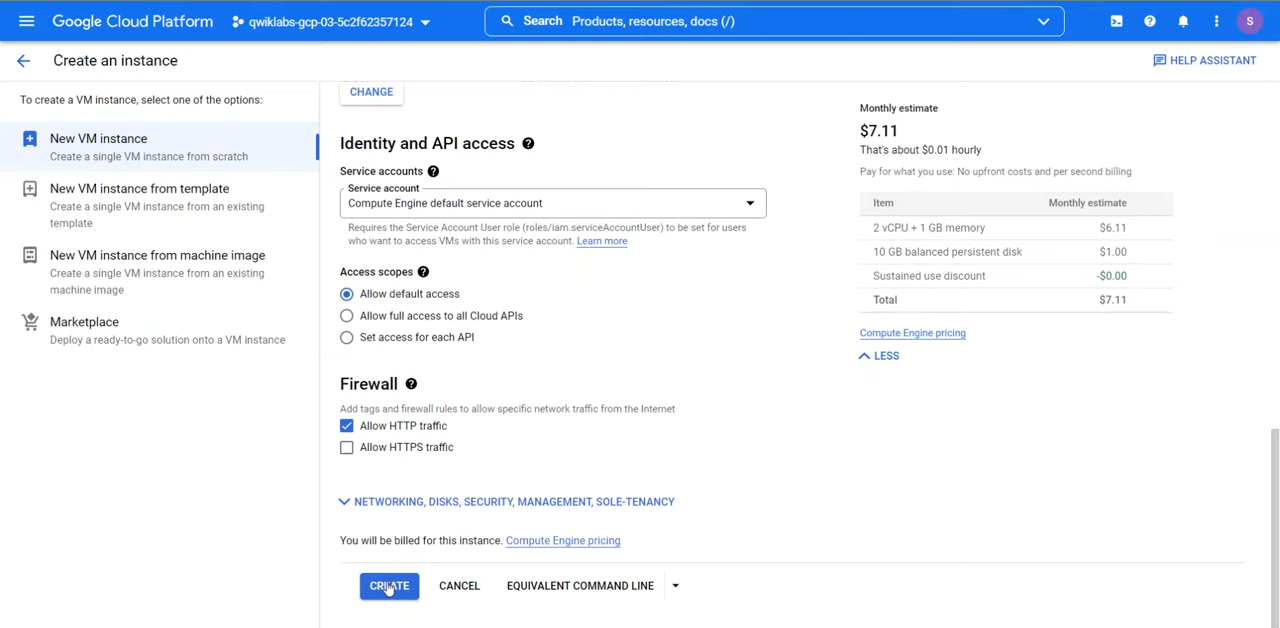 Google Cloud Platform
qwiklabs-gcp-03-5c2f62357124
Search Products, resources, docs (/)
S
Create an instance
HELP ASSISTANT
To create a VM instance, select one of the options:
New VM instance
Create a single VM instance from scratch
New VM instance from template
Create a single VM instance from an existing
template
New VM instance from machine image
Create a single VM instance from an existing
machine image
Marketplace
Deploy a ready-to-go solution onto a VM instance
CHANGE
Identity and API access
Service accounts
Service account
Compute Engine default service account
Requires the Service Account User role (roles/iam.serviceAccountUser) to be set for users
who want to access VMs with this service account. Learn more
Access scopes
Allow default access
Allow full access to all Cloud APIs
Set access for each API
Firewall
Add tags and firewall rules to allow specific network traffic from the Internet
Allow HTTP traffic
Allow HTTPS traffic
NETWORKING, DISKS, SECURITY, MANAGEMENT, SOLE-TENANCY
You will be billed for this instance. Compute Engine pricing
CREATE CANCEL EQUIVALENT COMMAND LINE
Monthly estimate
$7.11
That's about $0.01 hourly
Pay for what you use: No upfront costs and per second billing
Item Monthly estimate
2 vCPU + 1 GB memory $6.11
10 GB balanced persistent disk $1.00
Sustained use discount -$0.00
Total $7.11
Compute Engine pricing
LESS